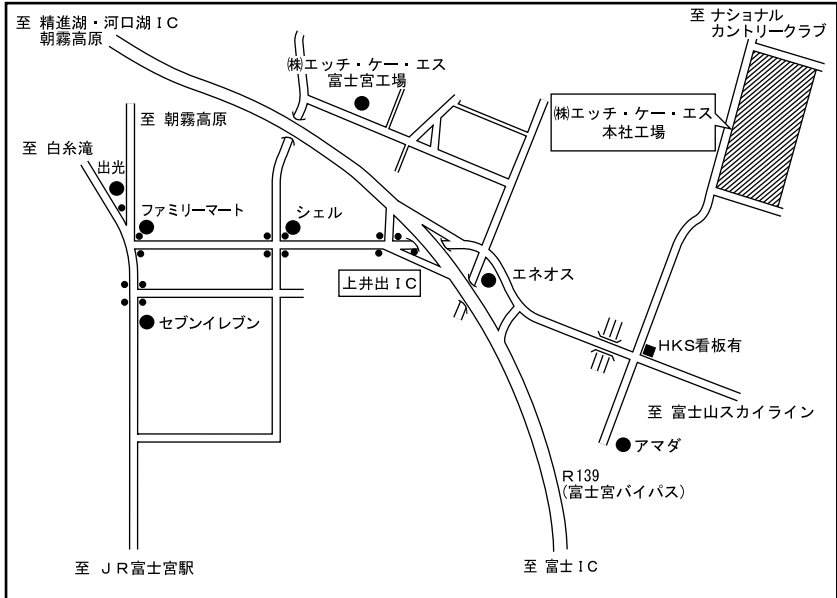 至 精進湖・河口湖ＩＣ
朝霧高原
至 ナショナル
カントリークラブ
㈱エッチ・ケー・エス
富士宮工場
㈱エッチ・ケー・エス
本社工場
至 朝霧高原
至 白糸滝
出光
ファミリーマート
シェル
上井出ＩＣ
エネオス
セブンイレブン
HKS看板有
至 富士山スカイライン
アマダ
R139
(富士宮バイパス)
至 ＪＲ富士宮駅
至 富士ＩＣ